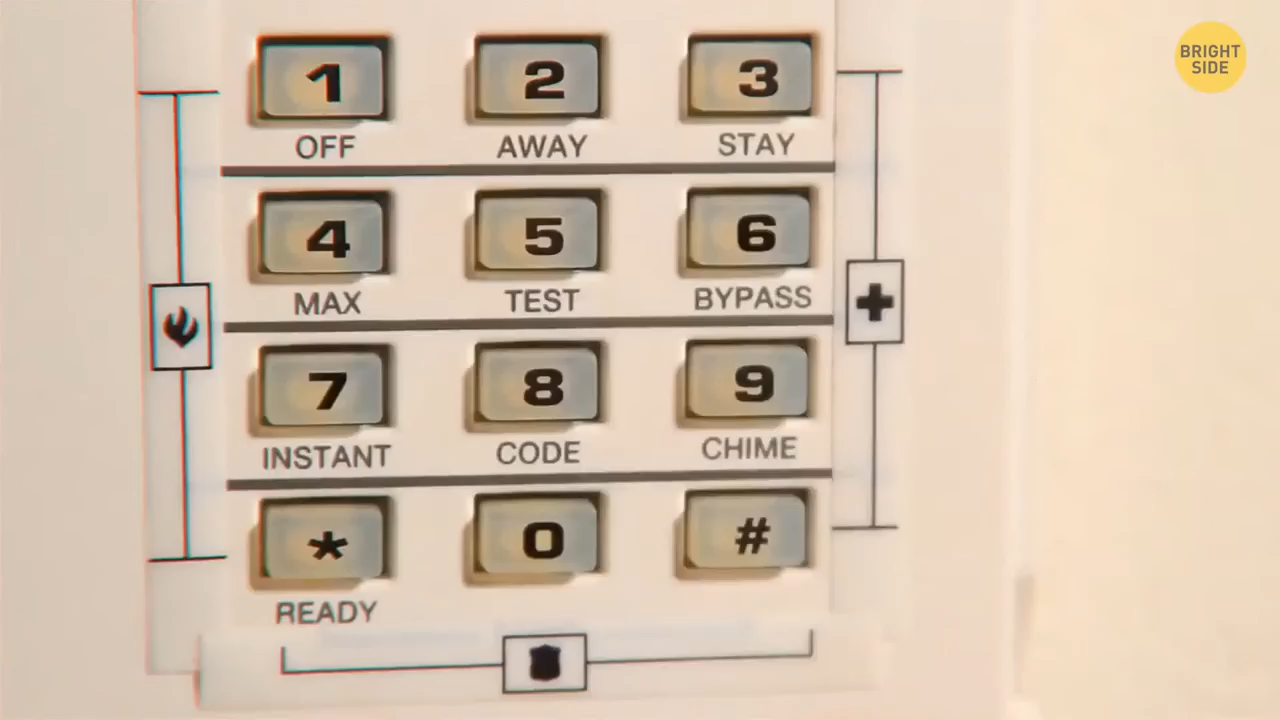 BRIGHT
SIDE
1 2 3
OFF AWAY STAY
4 5 6
MAX TEST BYPASS
7 8 9
INSTANT CODE CHIME
* 0 #
READY